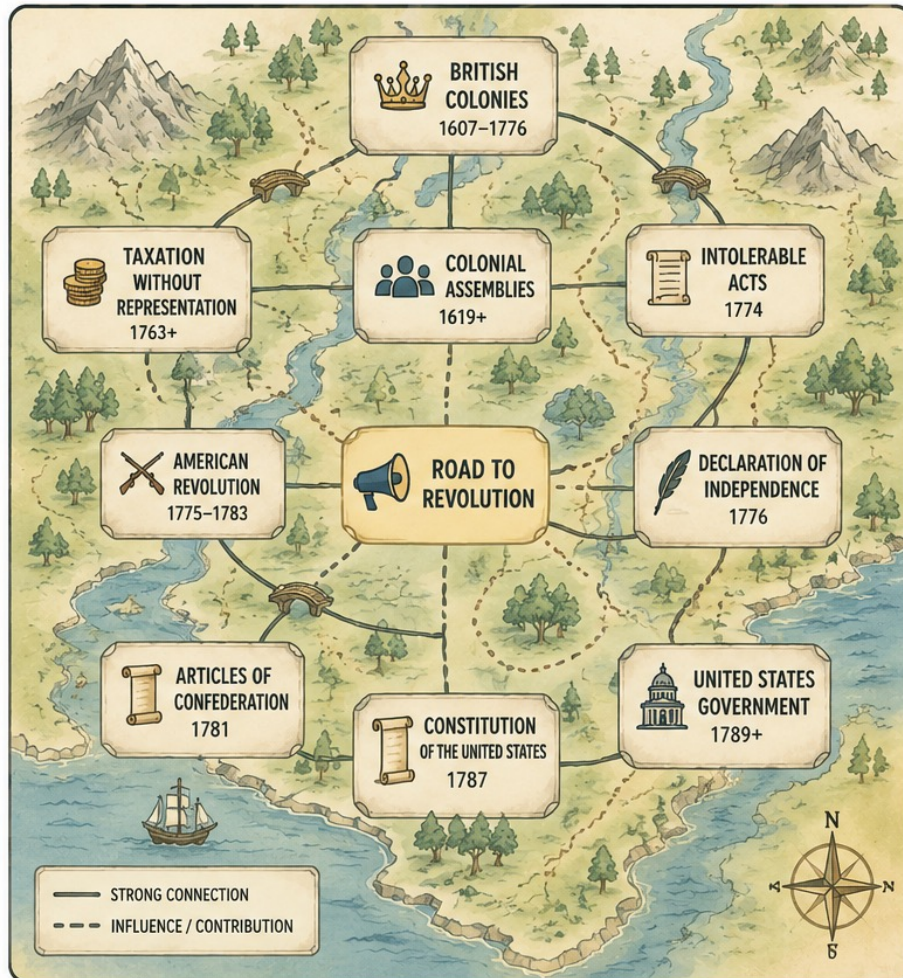 BRITISH
COLONIES
1607–1776
TAXATION
WITHOUT
REPRESENTATION
1763+
COLONIAL
ASSEMBLIES
1619+
INTOLERABLE
ACTS
1774
AMERICAN
REVOLUTION
1775–1783
ROAD TO
REVOLUTION
DECLARATION OF
INDEPENDENCE
1776
ARTICLES OF
CONFEDERATION
1781
CONSTITUTION
OF THE UNITED STATES
1787
UNITED STATES
GOVERNMENT
1789+
STRONG CONNECTION
INFLUENCE / CONTRIBUTION
N
N